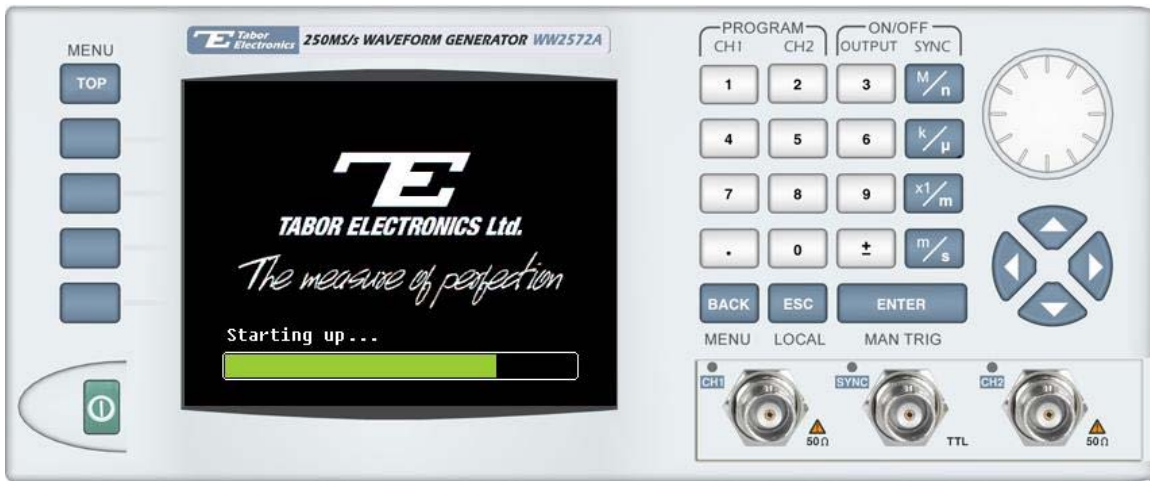 MENU
TOP
TE Tabor Electronics 250MS/s WAVEFORM GENERATOR WW2572A
TE
TABOR ELECTRONICS Ltd.
The measure of perfection
Starting up...
PROGRAM ON/OFF
CH1 CH2 OUTPUT SYNC
1 2 3 M/n
4 5 6 k/µ
7 8 9 x1/m
. 0 ± m/s
BACK ESC ENTER
MENU LOCAL MAN TRIG
CH1 SYNC CH2
50Ω TTL 50Ω